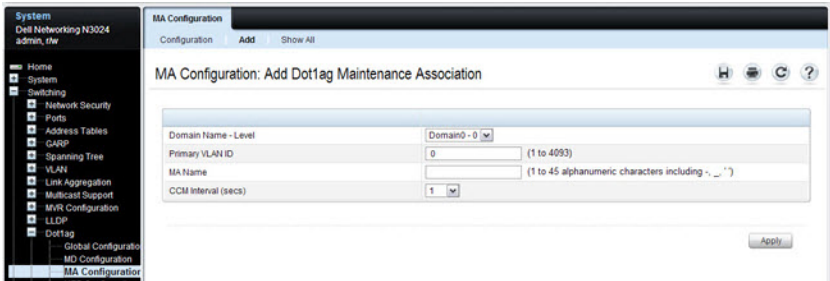 System
Dell Networking N3024
admin, r/w
Home
System
Switching
Network Security
Ports
Address Tables
GARP
Spanning Tree
VLAN
Link Aggregation
Multicast Support
MVR Configuration
LLDP
Dot1ag
Global Configuratio
MD Configuration
MA Configuration
MA Configuration
Configuration Add Show All
MA Configuration: Add Dot1ag Maintenance Association
?
Domain Name - Level Domain0 - 0
Primary VLAN ID 0 (1 to 4093)
MA Name (1 to 45 alphanumeric characters including -, _, ' ')
CCM Interval (secs) 1
Apply